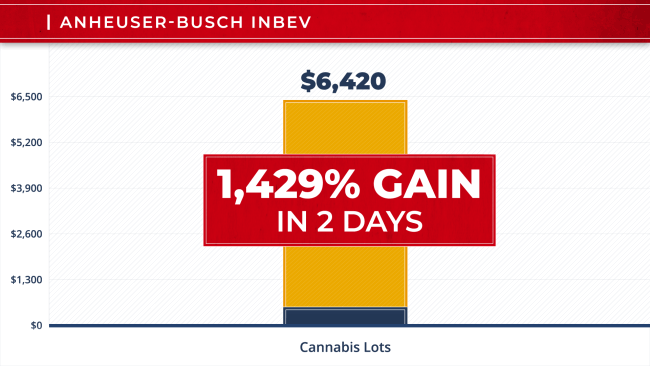 | ANHEUSER-BUSCH INBEV
$6,420
$6,500
$5,200
$3,900
$2,600
$1,300
$0
1,429% GAIN
IN 2 DAYS
Cannabis Lots